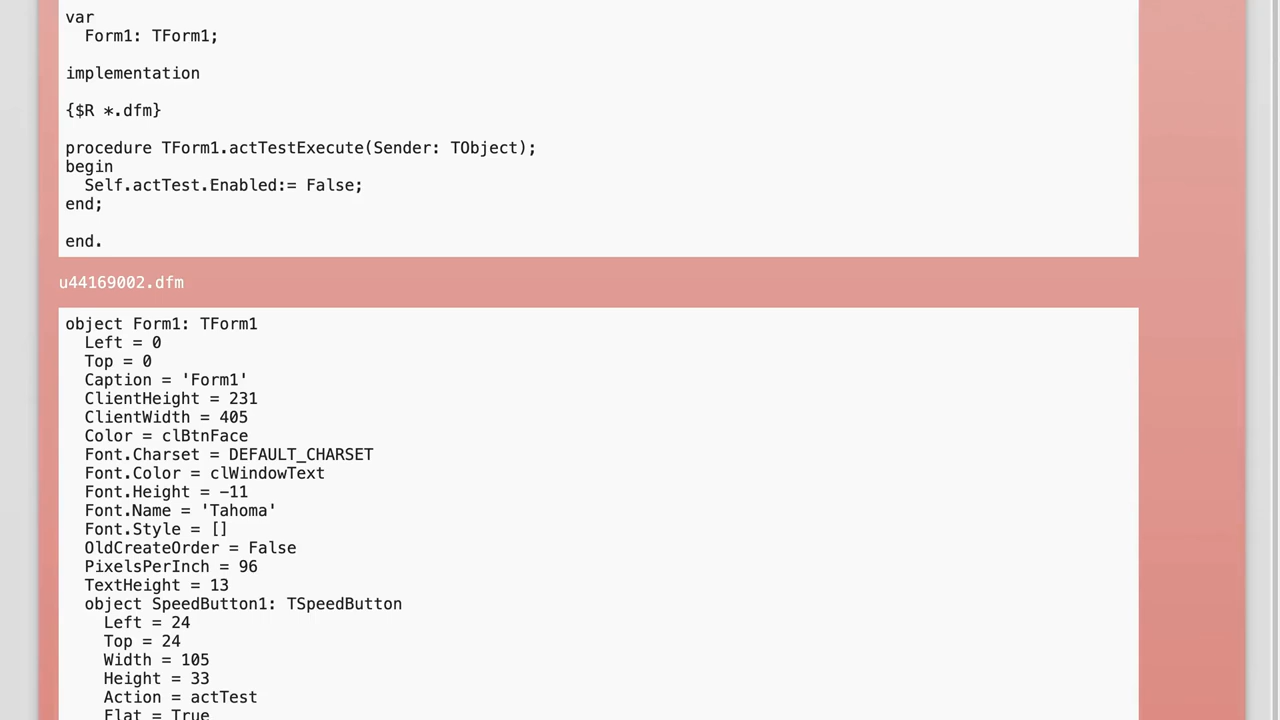 var
  Form1: TForm1;
implementation
{$R *.dfm}
procedure TForm1.actTestExecute(Sender: TObject);
begin
  Self.actTest.Enabled:= False;
end;
end.
u44169002.dfm
object Form1: TForm1
  Left = 0
  Top = 0
  Caption = 'Form1'
  ClientHeight = 231
  ClientWidth = 405
  Color = clBtnFace
  Font.Charset = DEFAULT_CHARSET
  Font.Color = clWindowText
  Font.Height = -11
  Font.Name = 'Tahoma'
  Font.Style = []
  OldCreateOrder = False
  PixelsPerInch = 96
  TextHeight = 13
  object SpeedButton1: TSpeedButton
    Left = 24
    Top = 24
    Width = 105
    Height = 33
    Action = actTest
    Flat = True